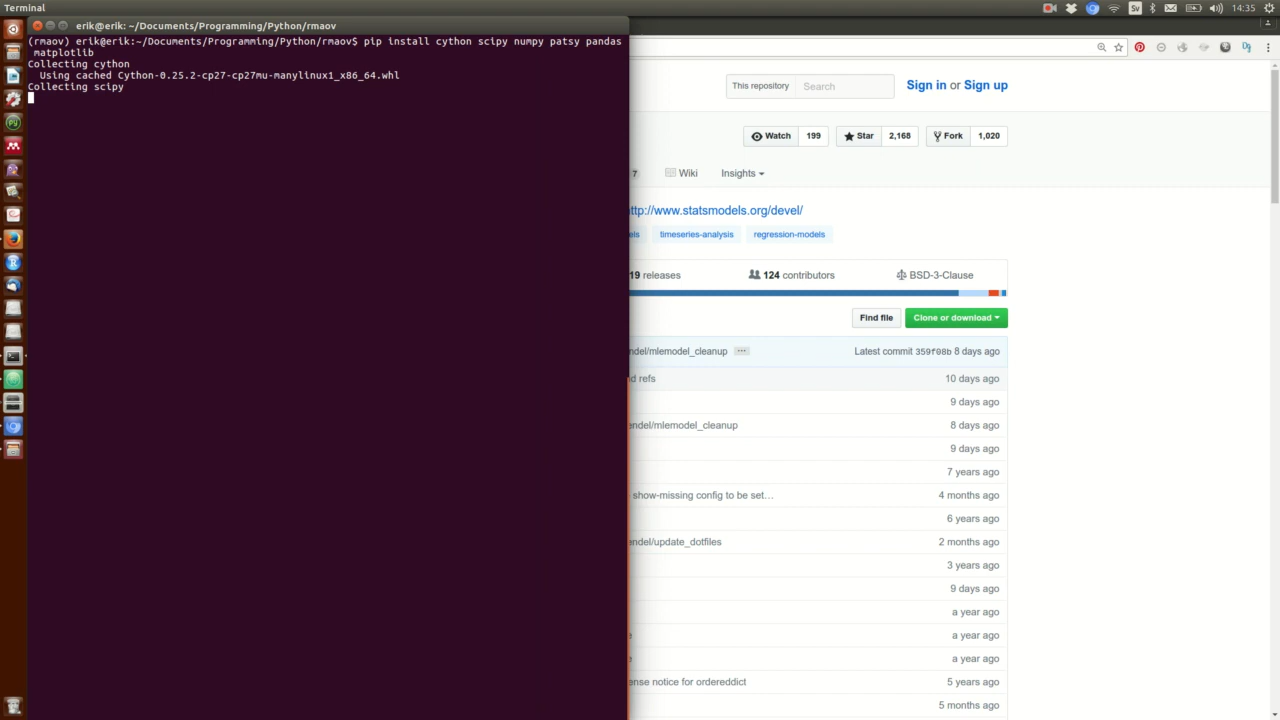 Terminal
Sv
14:35
erik@erik: ~/Documents/Programming/Python/rmaov
(rmaov) erik@erik:~/Documents/Programming/Python/rmaov$ pip install cython scipy numpy patsy pandas
matplotlib
Collecting cython
Using cached Cython-0.25.2-cp27-cp27mu-manylinux1_x86_64.whl
Collecting scipy
This repository
Search
Sign in or Sign up
Watch 199
Star 2,168
Fork 1,020
7
Wiki
Insights
ttp://www.statsmodels.org/devel/
els
timeseries-analysis
regression-models
19 releases
124 contributors
BSD-3-Clause
Find file
Clone or download
ndel/mlemodel_cleanup ...
Latest commit 359f08b 8 days ago
d refs
10 days ago
9 days ago
endel/mlemodel_cleanup
8 days ago
9 days ago
7 years ago
show-missing config to be set…
4 months ago
6 years ago
endel/update_dotfiles
2 months ago
3 years ago
9 days ago
a year ago
e
a year ago
e
a year ago
ense notice for ordereddict
5 years ago
5 months ago